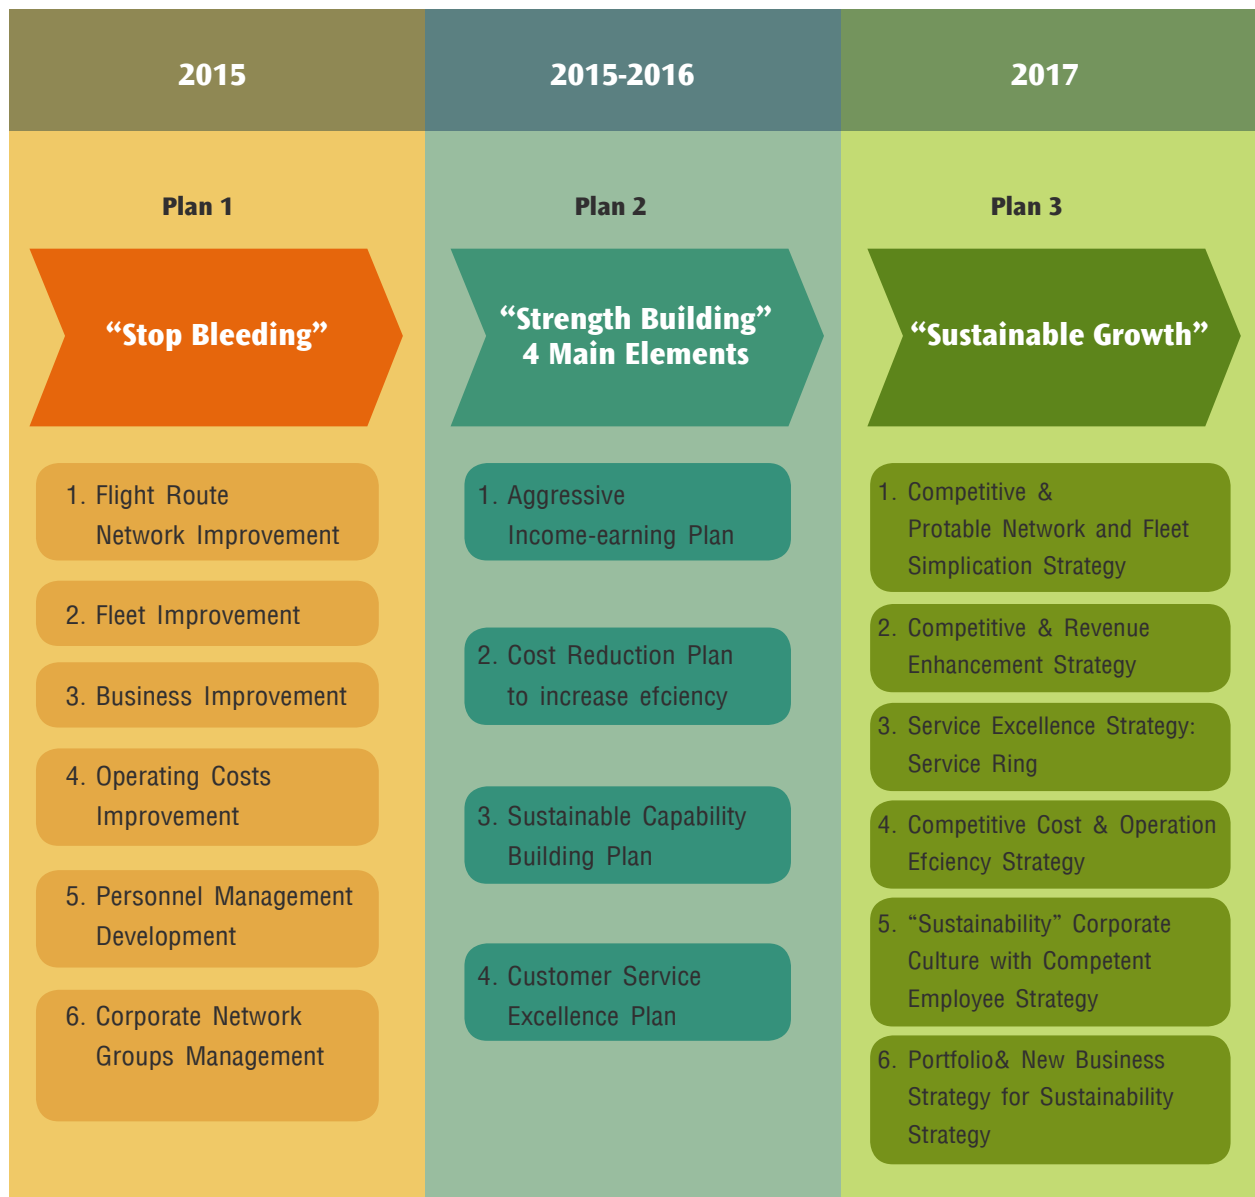 2015
Plan 1
“Stop Bleeding”
1. Flight Route
Network Improvement
2. Fleet Improvement
3. Business Improvement
4. Operating Costs
Improvement
5. Personnel Management
Development
6. Corporate Network
Groups Management
2015-2016
Plan 2
“Strength Building”
4 Main Elements
1. Aggressive
Income-earning Plan
2. Cost Reduction Plan
to increase efciency
3. Sustainable Capability
Building Plan
4. Customer Service
Excellence Plan
2017
Plan 3
“Sustainable Growth”
1. Competitive &
Protable Network and Fleet
Simplication Strategy
2. Competitive & Revenue
Enhancement Strategy
3. Service Excellence Strategy:
Service Ring
4. Competitive Cost & Operation
Efciency Strategy
5. “Sustainability” Corporate
Culture with Competent
Employee Strategy
6. Portfolio& New Business
Strategy for Sustainability
Strategy